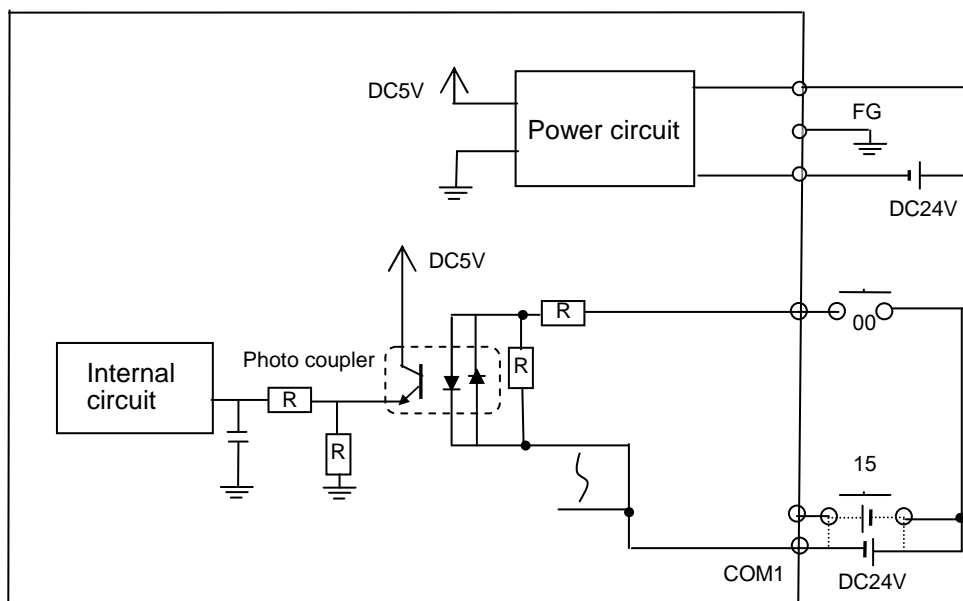 DC5V
Power circuit
FG
DC24V
DC5V
R
00
Photo coupler
Internal
circuit
R
R
R
15
COM1
DC24V